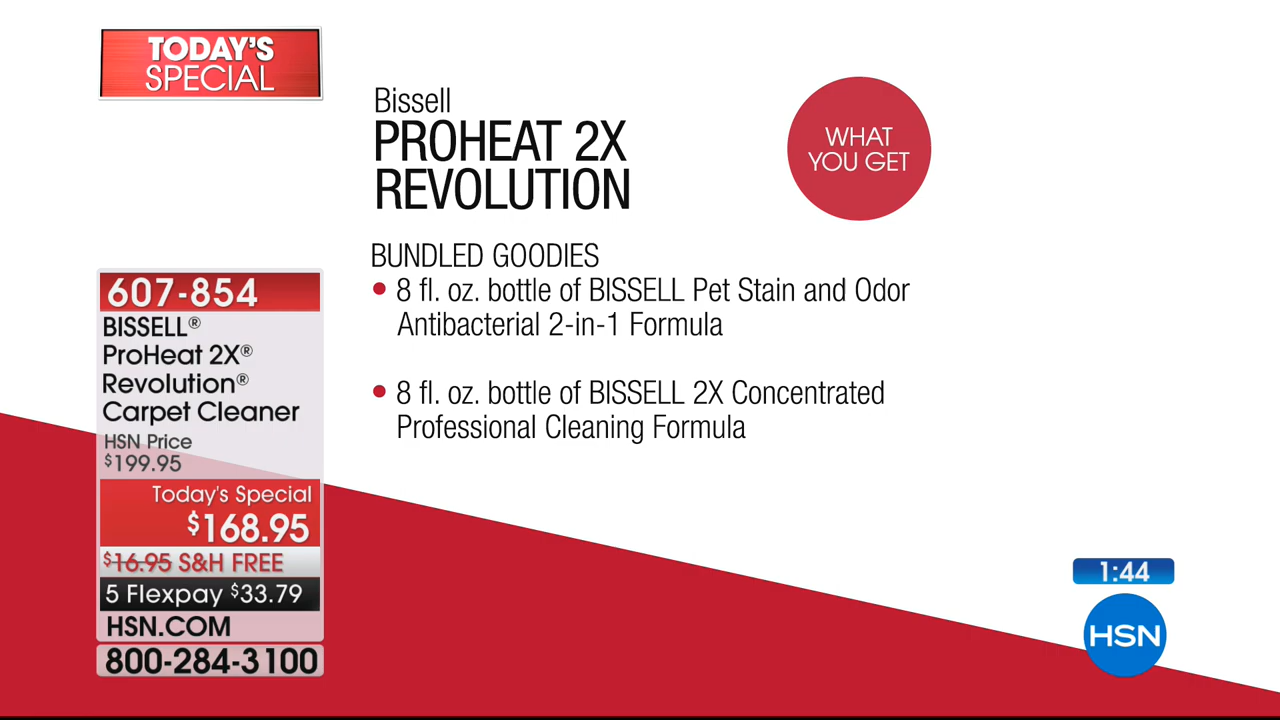 TODAY'S
SPECIAL
Bissell
PROHEAT 2X
REVOLUTION
WHAT
YOU GET
BUNDLED GOODIES
• 8 fl. oz. bottle of BISSELL Pet Stain and Odor
Antibacterial 2-in-1 Formula
• 8 fl. oz. bottle of BISSELL 2X Concentrated
Professional Cleaning Formula
607-854
BISSELL®
ProHeat 2X®
Revolution®
Carpet Cleaner
HSN Price
$199.95
Today's Special
$168.95
$16.95 S&H FREE
5 Flexpay $33.79
HSN.COM
800-284-3100
1:44
HSN